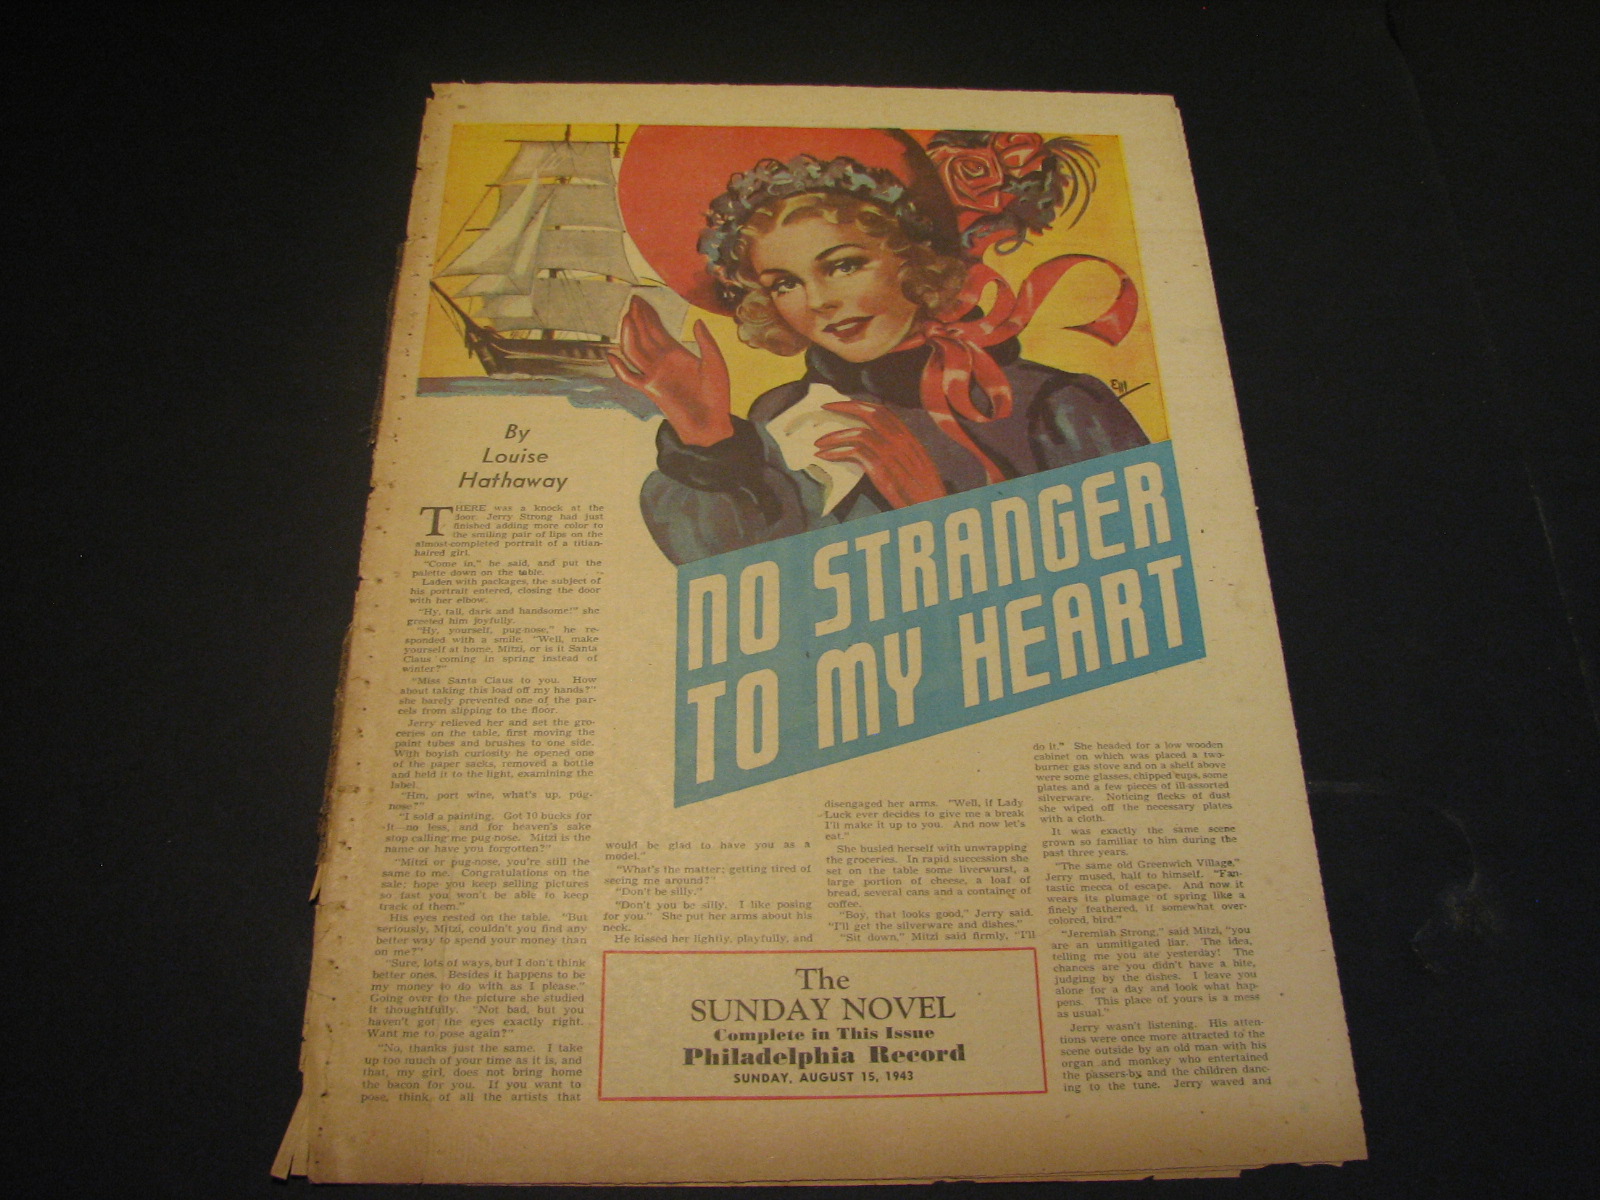 EM
NO STRANGER
TO MY HEART
By
Louise
Hathaway
THERE was a knock at the
door. Jerry Strong had just
finished adding more color to
the smiling pair of lips on the
almost-completed portrait of a titian-
haired girl.
"Come in," he said, and put the
palette down on the table.
Laden with packages, the subject of
his portrait entered, closing the door
with her elbow.
"Hy, tall, dark and handsome!" she
greeted him joyfully.
"Hy, yourself, pug-nose," he re-
sponded with a smile. "Well, make
yourself at home, Mitzi, or is it Santa
Claus coming in spring instead of
winter?"
"Miss Santa Claus to you. How
about taking this load off my hands?"
she barely prevented one of the par-
cels from slipping to the floor.
Jerry relieved her and set the gro-
ceries on the table, first moving the
paint tubes and brushes to one side.
With boyish curiosity he opened one
of the paper sacks, removed a bottle
and held it to the light, examining the
label.
"Hm, port wine, what's up, pug-
nose?"
"I sold a painting. Got 10 bucks for
it—no less, and for heaven's sake
stop calling me pug-nose. Mitzi is the
name or have you forgotten?"
"Mitzi or pug-nose, you're still the
same to me. Congratulations on the
sale; hope you keep selling pictures
so fast you won't be able to keep
track of them."
His eyes rested on the table. "But
seriously, Mitzi, couldn't you find any
better way to spend your money than
on me?"
"Sure, lots of ways, but I don't think
better ones. Besides it happens to be
my money to do with as I please."
Going over to the picture she studied
it thoughtfully. "Not bad, but you
haven't got the eyes exactly right.
Want me to pose again?"
"No, thanks just the same. I take
up too much of your time as it is, and
that, my girl, does not bring home
the bacon for you. If you want to
pose, think of all the artists that
would be glad to have you as a
model."
"What's the matter; getting tired of
seeing me around?"
"Don't be silly."
"Don't you be silly. I like posing
for you." She put her arms about his
neck.
He kissed her lightly, playfully, and
disengaged her arms. "Well, if Lady
Luck ever decides to give me a break
I'll make it up to you. And now let's
eat."
She busied herself with unwrapping
the groceries. In rapid succession she
set on the table some liverwurst, a
large portion of cheese, a loaf of
bread, several cans and a container of
coffee.
"Boy, that looks good," Jerry said.
"I'll get the silverware and dishes."
"Sit down," Mitzi said firmly, "I'll
do it." She headed for a low wooden
cabinet on which was placed a two-
burner gas stove and on a shelf above
were some glasses, chipped cups, some
plates and a few pieces of ill-assorted
silverware. Noticing flecks of dust
she wiped off the necessary plates
with a cloth.
It was exactly the same scene
grown so familiar to him during the
past three years.
"The same old Greenwich Village,"
Jerry mused, half to himself. "Fan-
tastic mecca of escape. And now it
wears its plumage of spring like a
finely feathered, if somewhat over-
colored, bird."
"Jeremiah Strong," said Mitzi, "you
are an unmitigated liar. The idea,
telling me you ate yesterday! The
chances are you didn't have a bite,
judging by the dishes. I leave you
alone for a day and look what hap-
pens. This place of yours is a mess
as usual."
Jerry wasn't listening. His atten-
tions were once more attracted to the
scene outside by an old man with his
organ and monkey who entertained
the passers-by and the children danc-
ing to the tune. Jerry waved and
The
SUNDAY NOVEL
Complete in This Issue
Philadelphia Record
SUNDAY, AUGUST 15, 1943